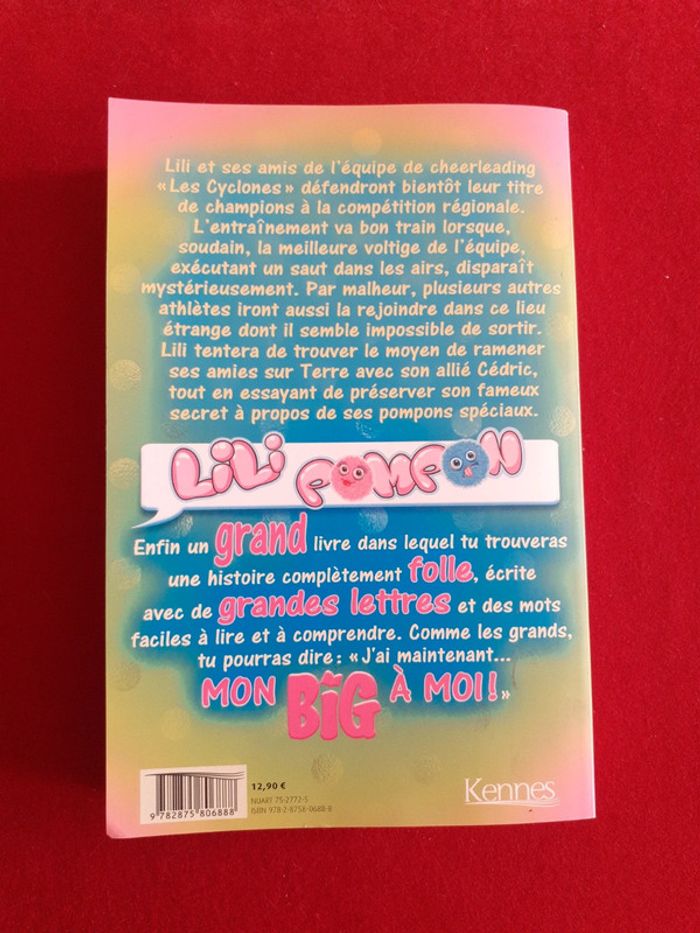 Lili et ses amis de l'équipe de cheerleading
«Les Cyclones» défendront bientôt leur titre
de champions à la compétition régionale.
L'entraînement va bon train lorsque,
soudain, la meilleure voltige de l'équipe,
exécutant un saut dans les airs, disparaît
mystérieusement. Par malheur, plusieurs autres
athlètes iront aussi la rejoindre dans ce lieu
étrange dont il semble impossible de sortir.
Lili tentera de trouver le moyen de ramener
ses amies sur Terre avec son allié Cédric,
tout en essayant de préserver son fameux
secret à propos de ses pompons spéciaux.
LiLi POMPON
Enfin un grand livre dans lequel tu trouveras
une histoire complètement folle, écrite
avec de grandes lettres et des mots
faciles à lire et à comprendre. Comme les grands,
tu pourras dire : «J'ai maintenant...
MON BiG À MOI!»
12,90 €
NUART 75-2772-5
ISBN 978-2-8758-0688-8
9 782875 806888
Kennes